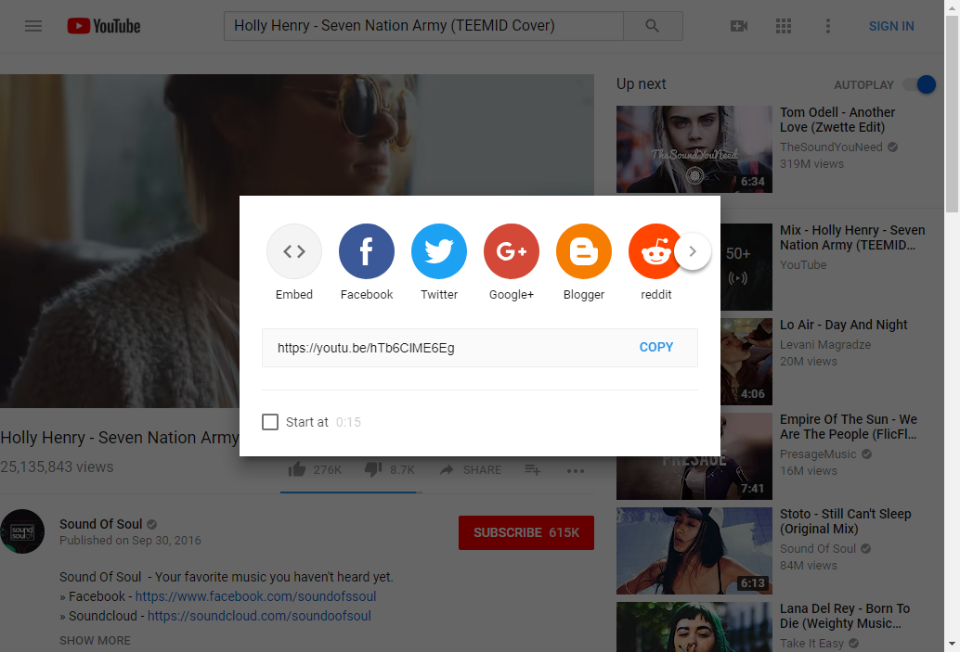 YouTube
Holly Henry - Seven Nation Army (TEEMID Cover)
SIGN IN
Up next
AUTOPLAY
TheSoundYouNeed
6:34
Tom Odell - Another
Love (Zwette Edit)
TheSoundYouNeed
319M views
50+
Mix - Holly Henry - Seven
Nation Army (TEEMID...
YouTube
4:06
Lo Air - Day And Night
Levani Magradze
20M views
PRESAGE
7:41
Empire Of The Sun - We
Are The People (FlicFl...
PresageMusic
16M views
6:13
Stoto - Still Can't Sleep
(Original Mix)
Sound Of Soul
84M views
Lana Del Rey - Born To
Die (Weighty Music...
Take It Easy
Embed
Facebook
Twitter
Google+
Blogger
reddit
https://youtu.be/hTb6CIME6Eg
COPY
Start at 0:15
Holly Henry - Seven Nation Army
25,135,843 views
276K
8.7K
SHARE
sound
soul
Sound Of Soul
Published on Sep 30, 2016
SUBSCRIBE 615K
Sound Of Soul - Your favorite music you haven't heard yet.
» Facebook - https://www.facebook.com/soundofssoul
» Soundcloud - https://soundcloud.com/soundoofsoul
SHOW MORE